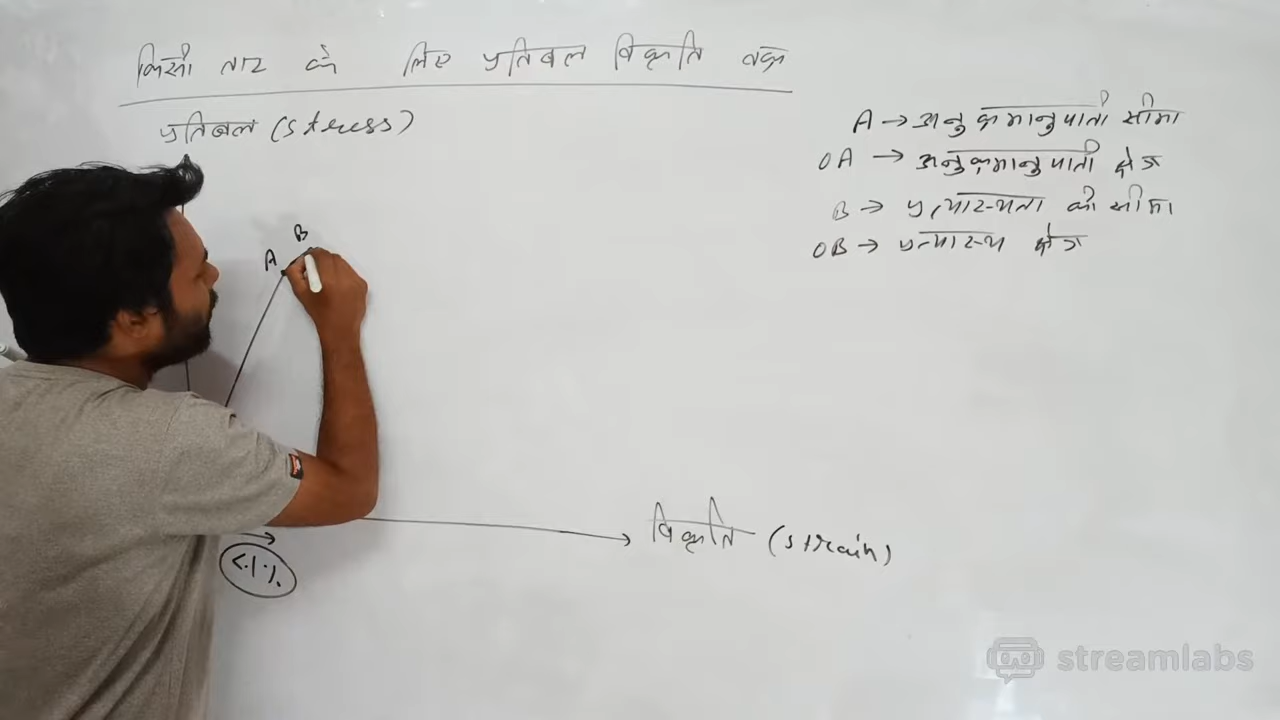 किसी तार के लिए प्रतिबल विकृति वक्र
प्रतिबल (stress)
A → अनुक्रमानुपाती सीमा
OA → अनुक्रमानुपाती क्षेत्र
B → प्रत्यास्थता की सीमा
OB → प्रत्यास्थ क्षेत्र
B
A
विकृति (strain)
<.1%.
streamlabs